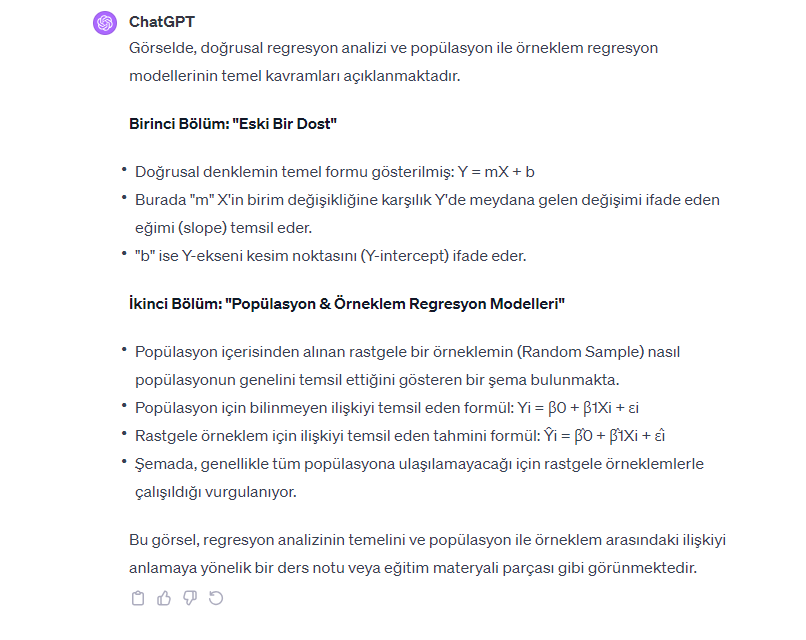 ChatGPT
Görselde, doğrusal regresyon analizi ve popülasyon ile örneklem regresyon
modellerinin temel kavramları açıklanmaktadır.
Birinci Bölüm: "Eski Bir Dost"
• Doğrusal denklemin temel formu gösterilmiş: Y = mX + b
• Burada "m" X'in birim değişikliğine karşılık Y'de meydana gelen değişimi ifade eden
eğimi (slope) temsil eder.
• "b" ise Y-ekseni kesim noktasını (Y-intercept) ifade eder.
İkinci Bölüm: "Popülasyon & Örneklem Regresyon Modelleri"
• Popülasyon içerisinden alınan rastgele bir örneklemin (Random Sample) nasıl
popülasyonun genelini temsil ettiğini gösteren bir şema bulunmakta.
• Popülasyon için bilinmeyen ilişkiyi temsil eden formül: Yi = β0 + β1Xi + εi
• Rastgele örneklem için ilişkiyi temsil eden tahmini formül: Ŷi = β̂0 + β̂1Xi + εî
• Şemada, genellikle tüm popülasyona ulaşılamayacağı için rastgele örneklemlerle
çalışıldığı vurgulanıyor.
Bu görsel, regresyon analizinin temelini ve popülasyon ile örneklem arasındaki ilişkiyi
anlamaya yönelik bir ders notu veya eğitim materyali parçası gibi görünmektedir.